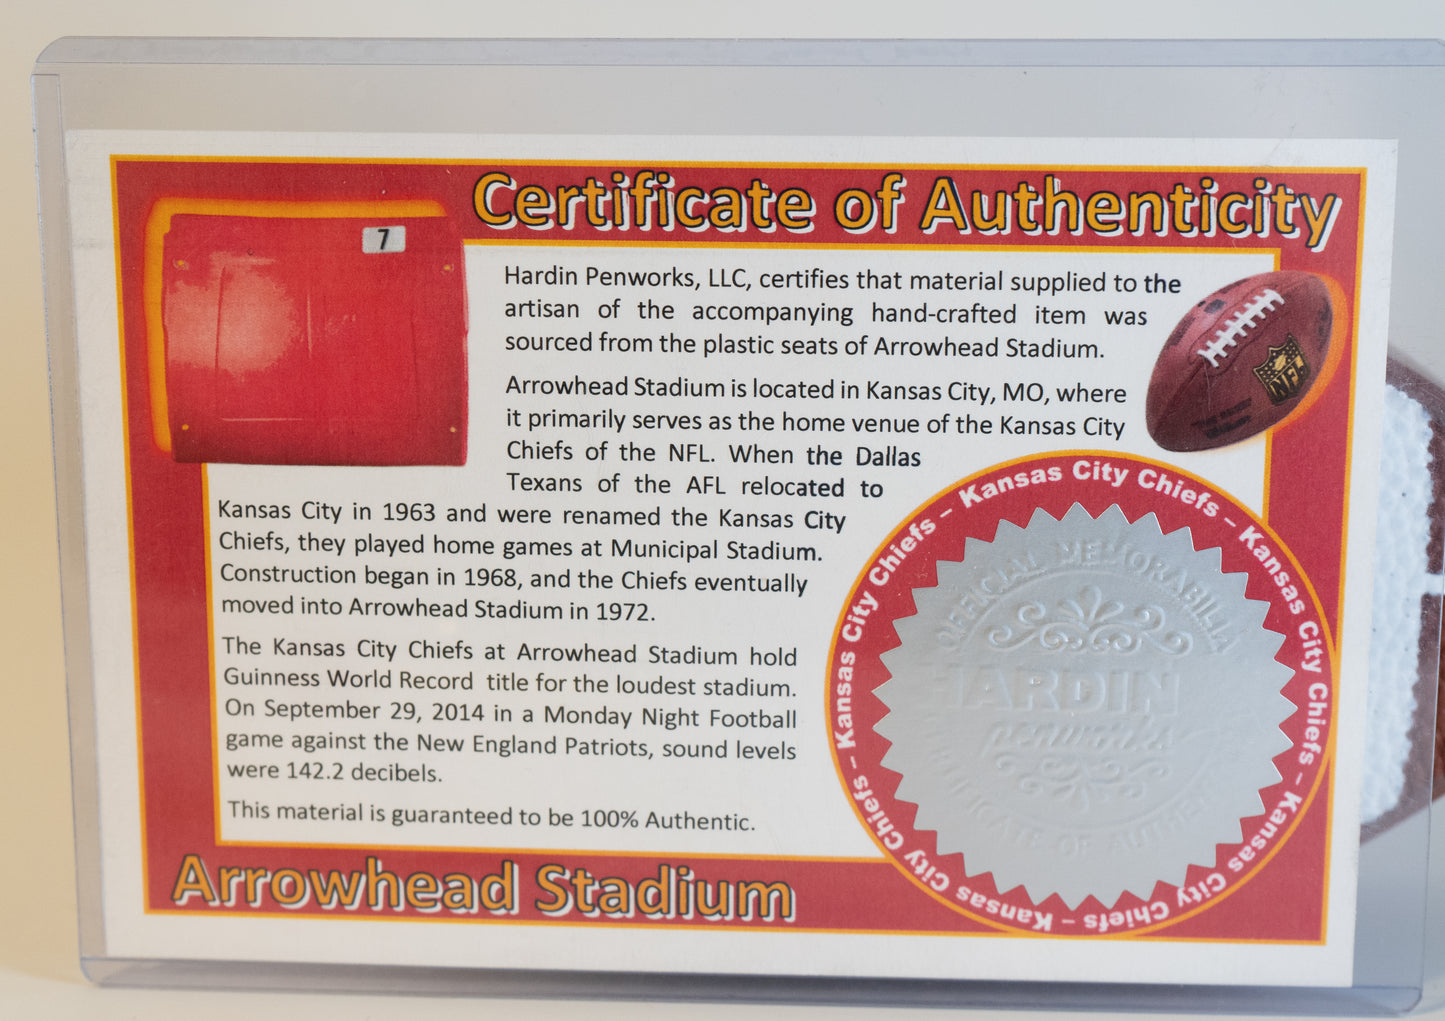 Certificate of Authenticity
7
Hardin Penworks, LLC, certifies that material supplied to the
artisan of the accompanying hand-crafted item was
sourced from the plastic seats of Arrowhead Stadium.
Arrowhead Stadium is located in Kansas City, MO, where
it primarily serves as the home venue of the Kansas City
Chiefs of the NFL. When the Dallas
Texans of the AFL relocated to
Kansas City in 1963 and were renamed the Kansas City
Chiefs, they played home games at Municipal Stadium.
Construction began in 1968, and the Chiefs eventually
moved into Arrowhead Stadium in 1972.
The Kansas City Chiefs at Arrowhead Stadium hold
Guinness World Record title for the loudest stadium.
On September 29, 2014 in a Monday Night Football
game against the New England Patriots, sound levels
were 142.2 decibels.
This material is guaranteed to be 100% Authentic.
Arrowhead Stadium
NFL
Kansas City Chiefs – Kansas City Chiefs – Kansas City Chiefs – Kansas City Chiefs – Kansas City Chiefs – Kansas City Chiefs –
OFFICIAL MEMORABILIA
HARDIN
penworks
CERTIFICATE OF AUTHENTICITY